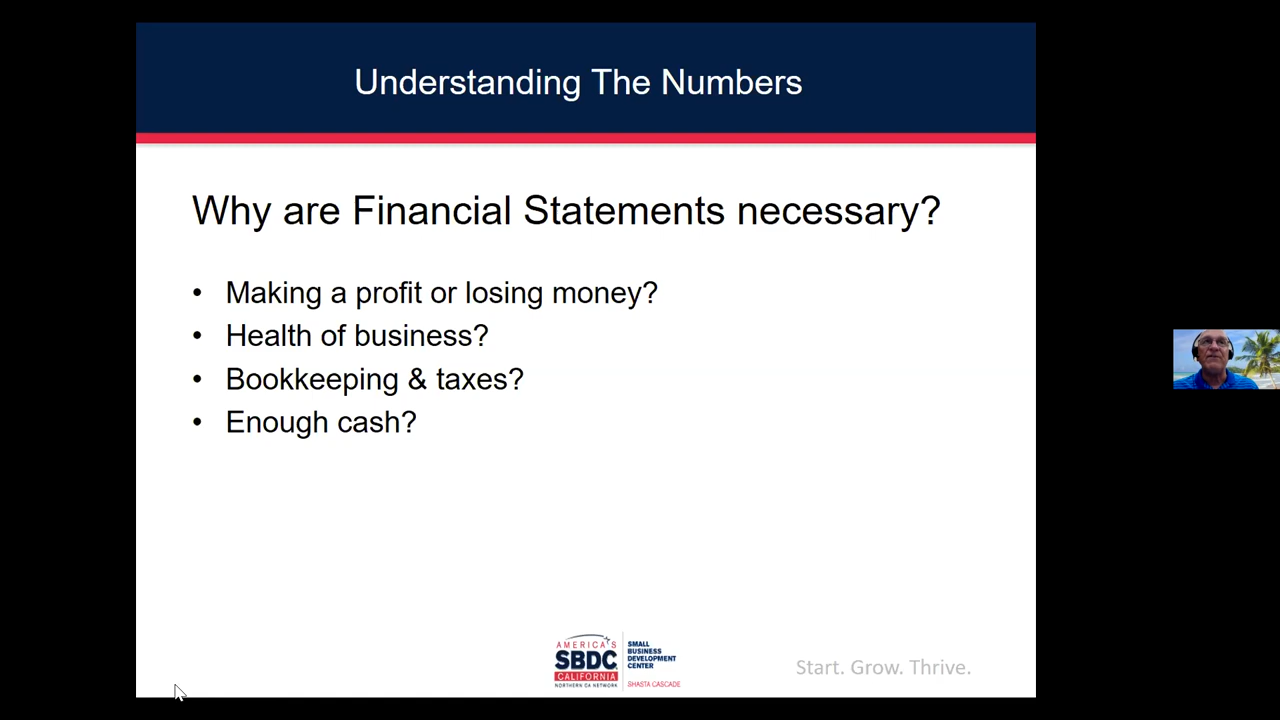 Understanding The Numbers
Why are Financial Statements necessary?
• Making a profit or losing money?
• Health of business?
• Bookkeeping & taxes?
• Enough cash?
AMERICA'S
SBDC
CALIFORNIA
NORTHERN CA NETWORK
SMALL
BUSINESS
DEVELOPMENT
CENTER
SHASTA CASCADE
Start. Grow. Thrive.